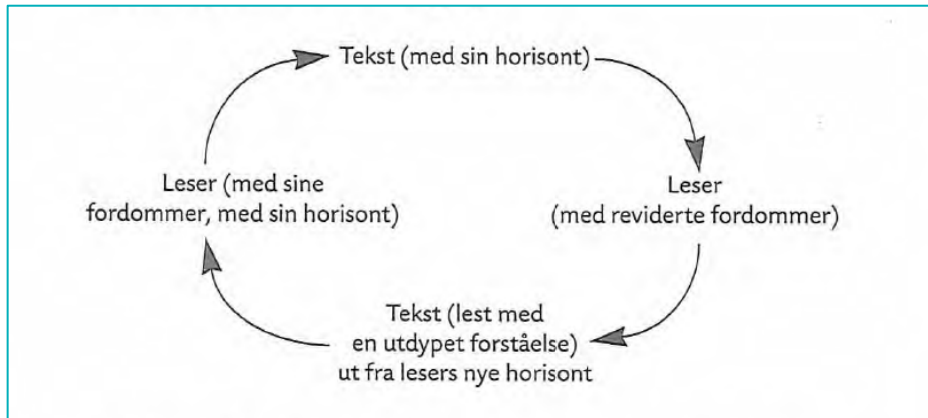 Tekst (med sin horisont)
Leser (med sine
fordommer, med sin horisont)
Leser
(med reviderte fordommer)
Tekst (lest med
en utdypet forståelse)
ut fra lesers nye horisont